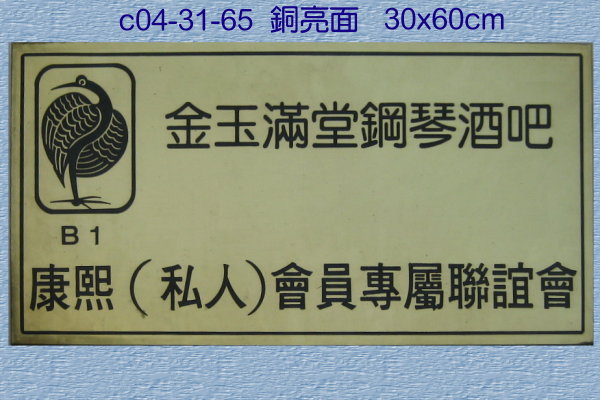 c04-31-65 銅亮面 30x60cm
金玉滿堂鋼琴酒吧
B1
康熙(私人)會員專屬聯誼會